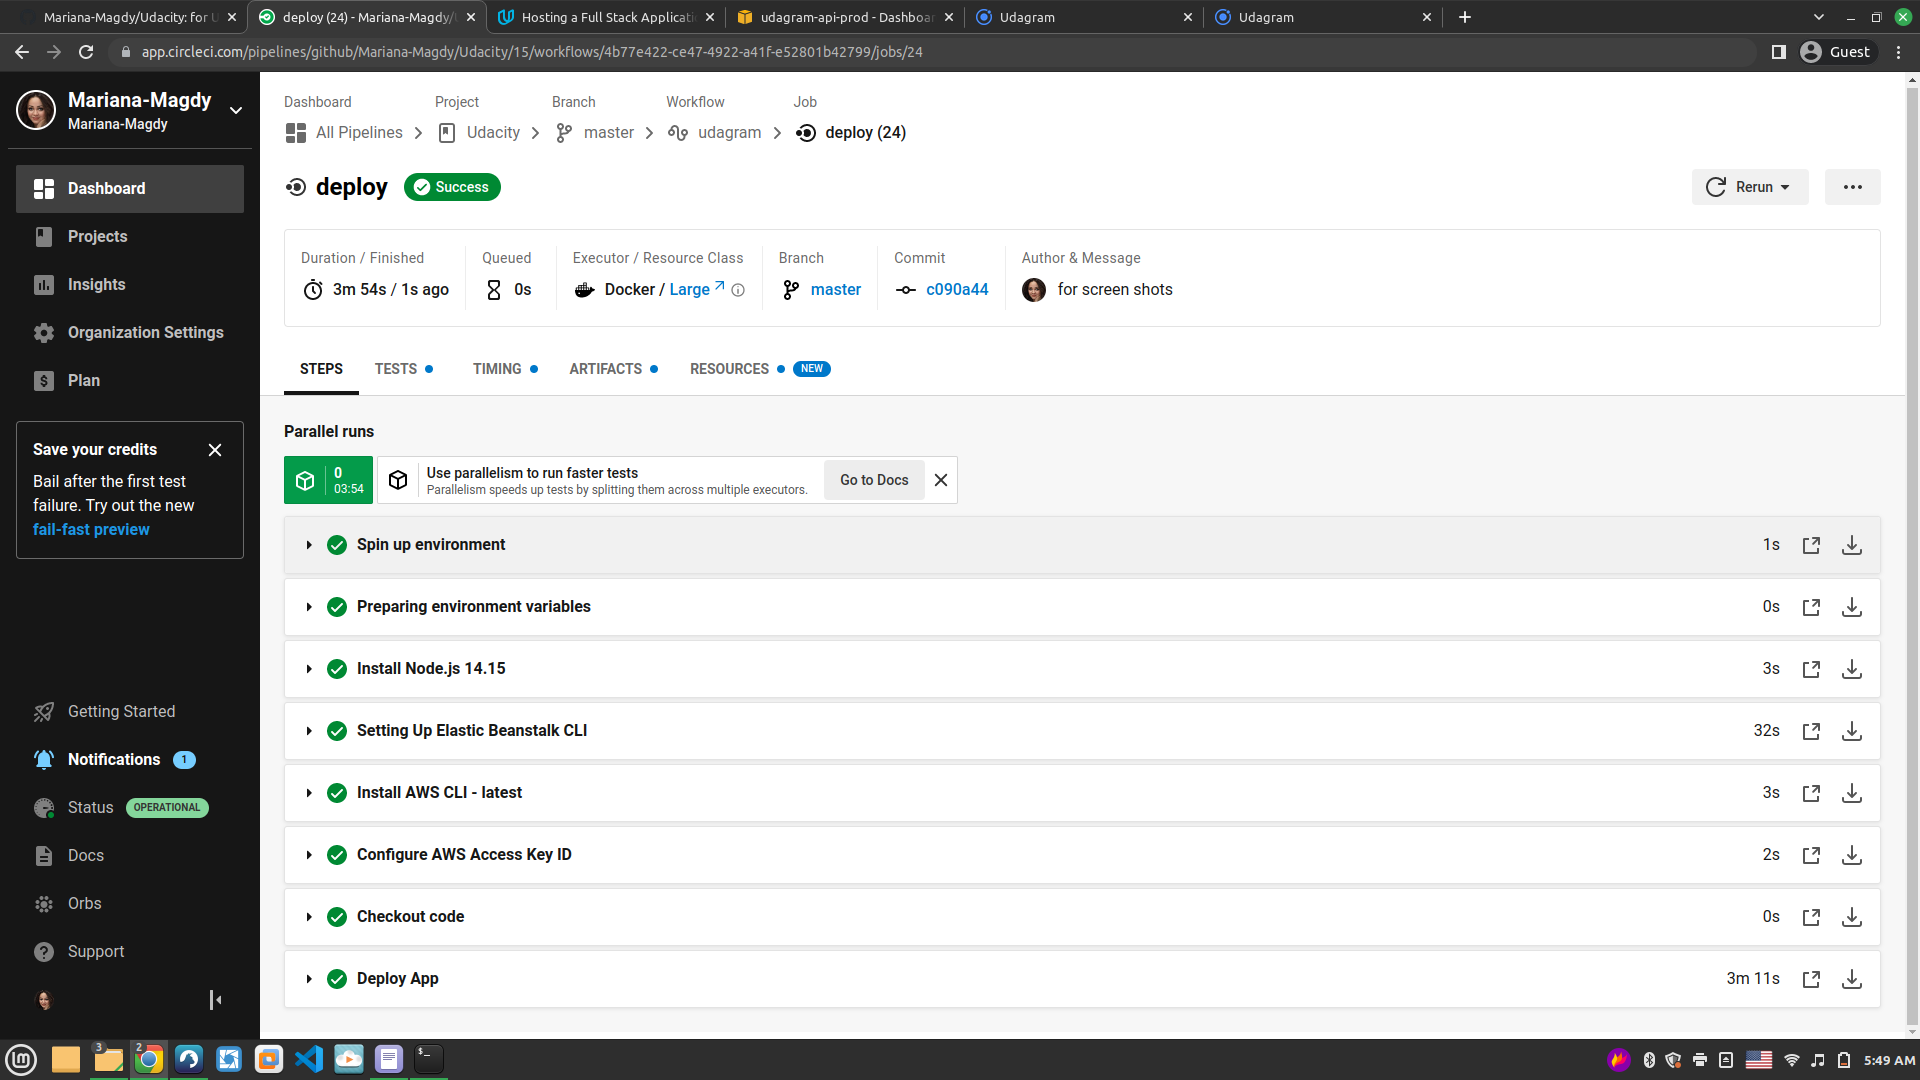 Mariana-Magdy/Udacity: for U
deploy (24) - Mariana-Magdy/
Hosting a Full Stack Applicati
udagram-api-prod - Dashboar
Udagram
Udagram
app.circleci.com/pipelines/github/Mariana-Magdy/Udacity/15/workflows/4b77e422-ce47-4922-a41f-e52801b42799/jobs/24
Guest
Mariana-Magdy
Mariana-Magdy
Dashboard
Projects
Insights
Organization Settings
Plan
Save your credits
Bail after the first test
failure. Try out the new
fail-fast preview
Getting Started
Notifications 1
Status OPERATIONAL
Docs
Orbs
Support
Dashboard Project Branch Workflow Job
All Pipelines Udacity master udagram deploy (24)
deploy Success
Rerun
Duration / Finished Queued Executor / Resource Class Branch Commit Author & Message
3m 54s / 1s ago 0s Docker / Large master c090a44 for screen shots
STEPS TESTS TIMING ARTIFACTS RESOURCES NEW
Parallel runs
0
03:54
Use parallelism to run faster tests
Parallelism speeds up tests by splitting them across multiple executors.
Go to Docs
Spin up environment 1s
Preparing environment variables 0s
Install Node.js 14.15 3s
Setting Up Elastic Beanstalk CLI 32s
Install AWS CLI - latest 3s
Configure AWS Access Key ID 2s
Checkout code 0s
Deploy App 3m 11s
3
2
5:49 AM